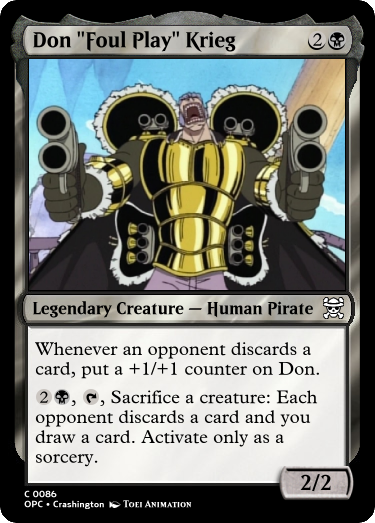 Don "Foul Play" Krieg 2
Legendary Creature — Human Pirate
Whenever an opponent discards a
card, put a +1/+1 counter on Don.
2, , Sacrifice a creature: Each
opponent discards a card and you
draw a card. Activate only as a
sorcery.
2/2
C 0086
OPC • Crashington TOEI ANIMATION